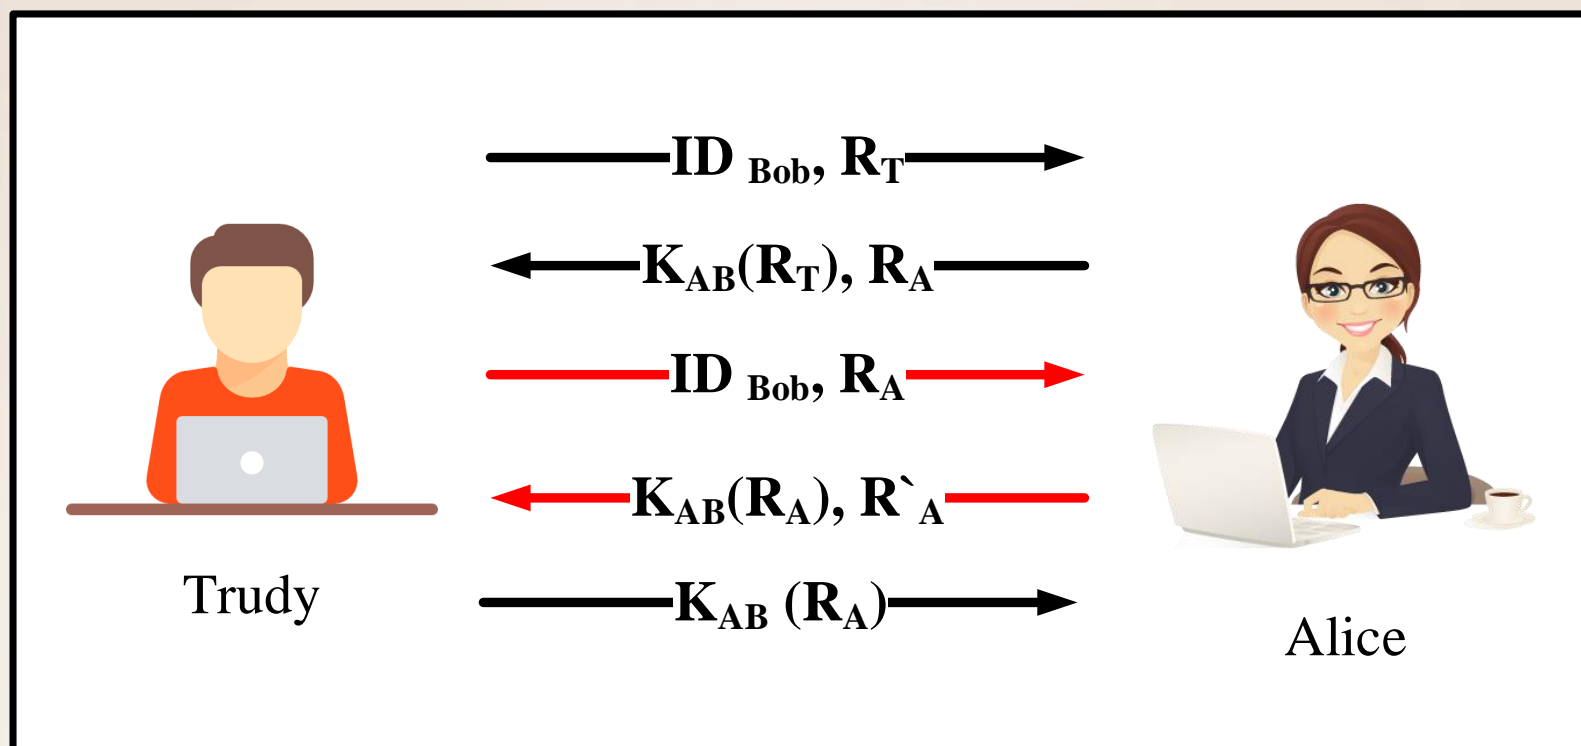 ID Bob, RT
KAB(RT), RA
ID Bob, RA
KAB(RA), R`A
KAB (RA)
Trudy
Alice